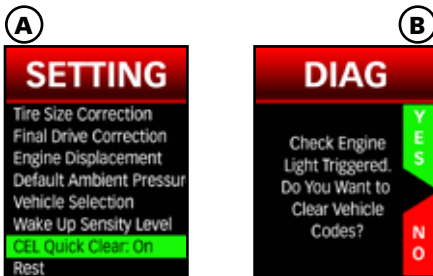 A
SETTING
Tire Size Correction
Final Drive Correction
Engine Displacement
Default Ambient Pressur
Vehicle Selection
Wake Up Sensity Level
CEL Quick Clear: On
Rest
B
DIAG
Check Engine
Light Triggered.
Do You Want to
Clear Vehicle
Codes?
YES
NO